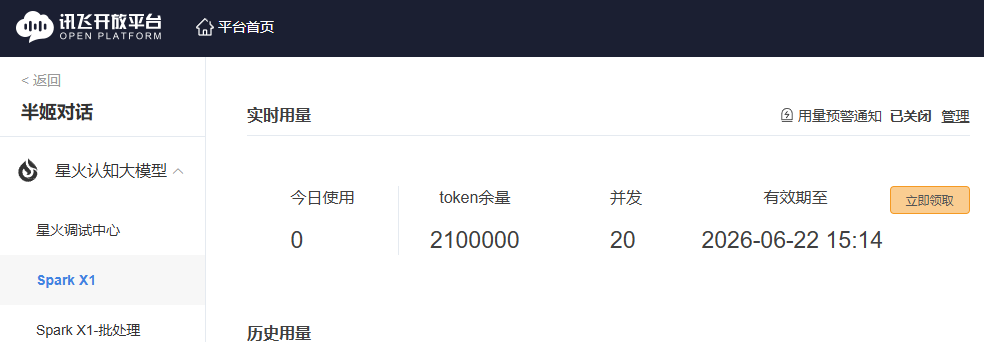 讯飞开放平台
OPEN PLATFORM
平台首页
< 返回
半姬对话
星火认知大模型
星火调试中心
Spark X1
Spark X1-批处理
实时用量
用量预警通知 已关闭 管理
今日使用 token余量 并发 有效期至 立即领取
0 2100000 20 2026-06-22 15:14
历史用量